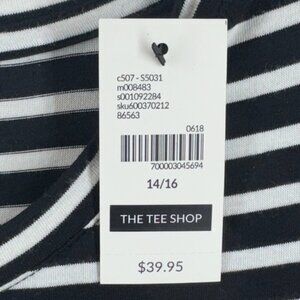 c507 - S5031
m008483
s001092284
sku600370212
86563
0618
700003045694
14/16
THE TEE SHOP
$39.95